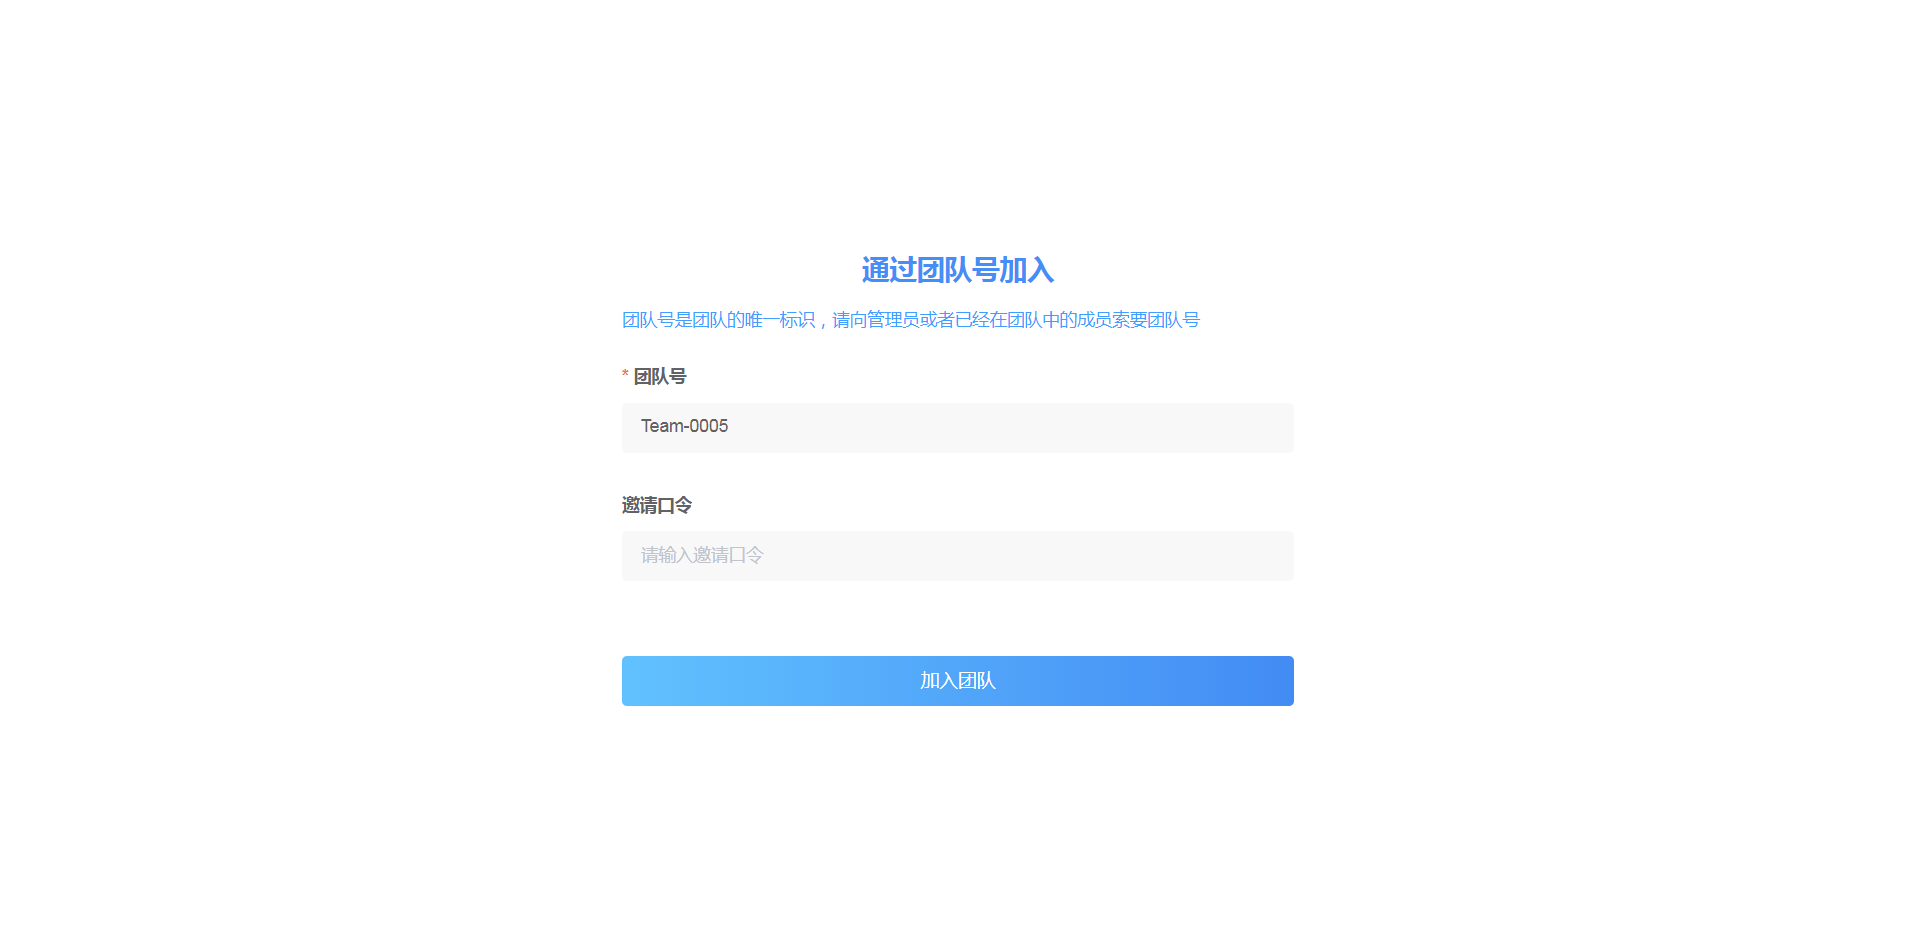 通过团队号加入
团队号是团队的唯一标识，请向管理员或者已经在团队中的成员索要团队号
* 团队号
Team-0005
邀请口令
请输入邀请口令
加入团队